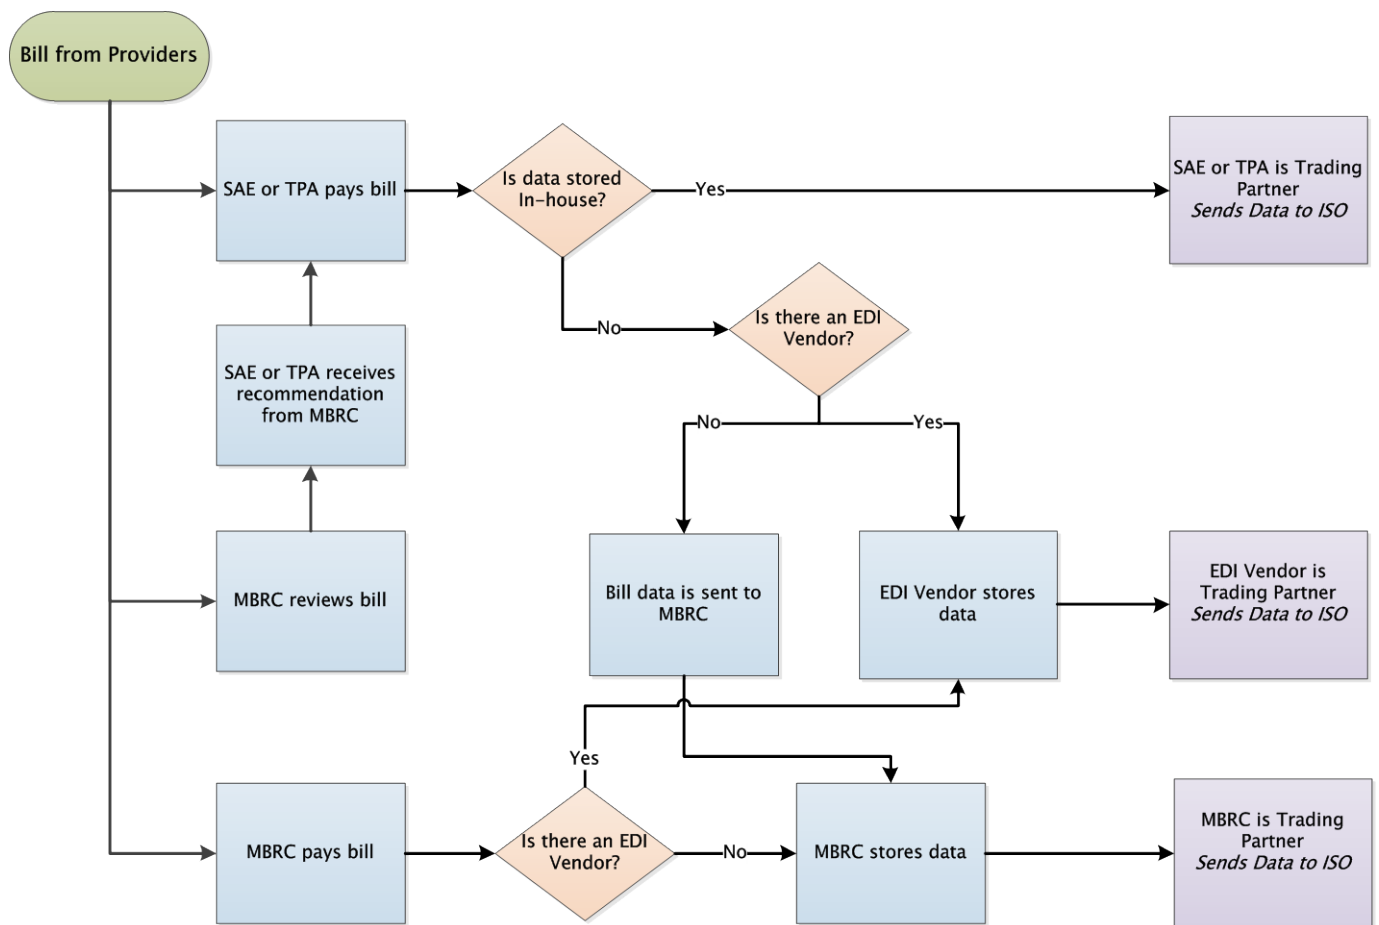 Bill from Providers
SAE or TPA pays bill
Is data stored
In-house?
Yes
SAE or TPA is Trading
Partner
Sends Data to ISO
No
Is there an EDI
Vendor?
SAE or TPA receives
recommendation
from MBRC
No
Yes
MBRC reviews bill
Bill data is sent to
MBRC
EDI Vendor stores
data
EDI Vendor is
Trading Partner
Sends Data to ISO
Yes
MBRC pays bill
Is there an EDI
Vendor?
No
MBRC stores data
MBRC is Trading
Partner
Sends Data to ISO